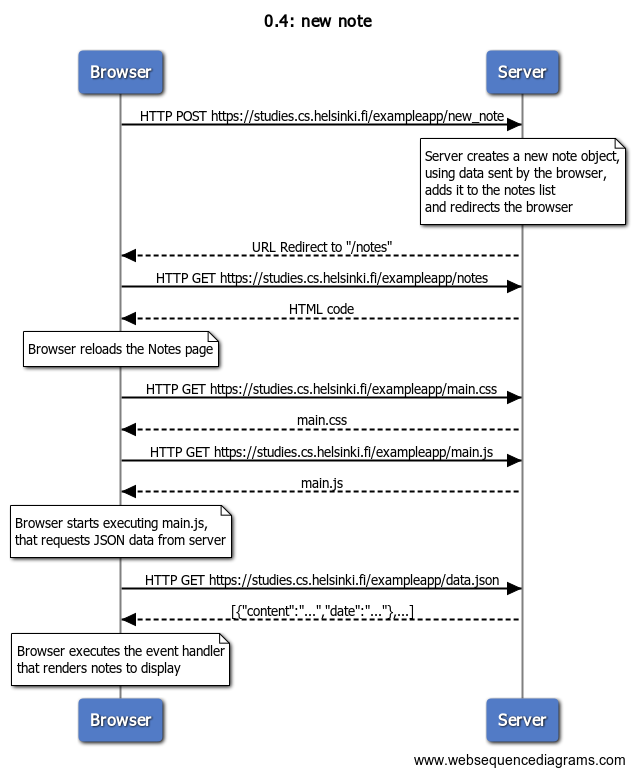 0.4: new note
Browser
Server
HTTP POST https://studies.cs.helsinki.fi/exampleapp/new_note
Server creates a new note object,
using data sent by the browser,
adds it to the notes list
and redirects the browser
URL Redirect to "/notes"
HTTP GET https://studies.cs.helsinki.fi/exampleapp/notes
HTML code
Browser reloads the Notes page
HTTP GET https://studies.cs.helsinki.fi/exampleapp/main.css
main.css
HTTP GET https://studies.cs.helsinki.fi/exampleapp/main.js
main.js
Browser starts executing main.js,
that requests JSON data from server
HTTP GET https://studies.cs.helsinki.fi/exampleapp/data.json
[{"content":"...","date":"..."},...]
Browser executes the event handler
that renders notes to display
Browser
Server
www.websequencediagrams.com